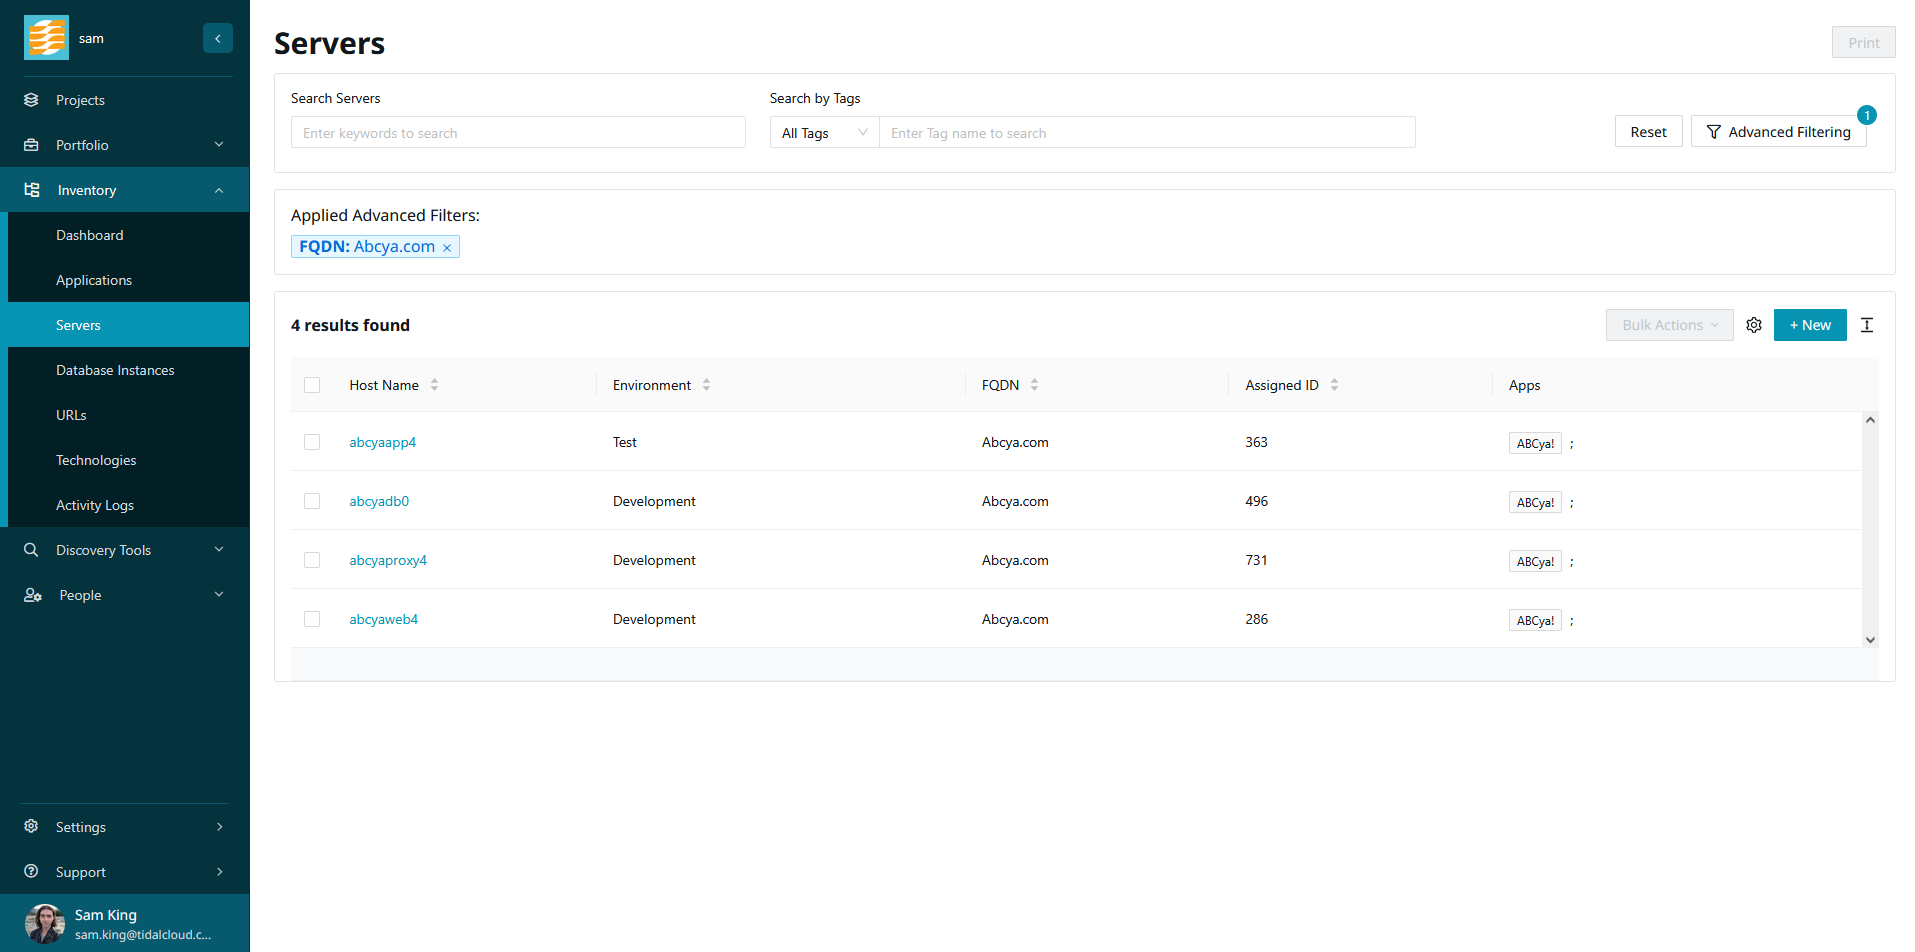 sam
Projects
Portfolio
Inventory
Dashboard
Applications
Servers
Database Instances
URLs
Technologies
Activity Logs
Discovery Tools
People
Settings
Support
Sam King
sam.king@tidalcloud.c...
Servers
Print
Search Servers
Enter keywords to search
Search by Tags
All Tags
Enter Tag name to search
Reset
Advanced Filtering
1
Applied Advanced Filters:
FQDN: Abcya.com ×
4 results found
Bulk Actions
+ New
Host Name Environment FQDN Assigned ID Apps
abcyaapp4 Test Abcya.com 363 ABCya! ;
abcyadb0 Development Abcya.com 496 ABCya! ;
abcyaproxy4 Development Abcya.com 731 ABCya! ;
abcyaweb4 Development Abcya.com 286 ABCya! ;